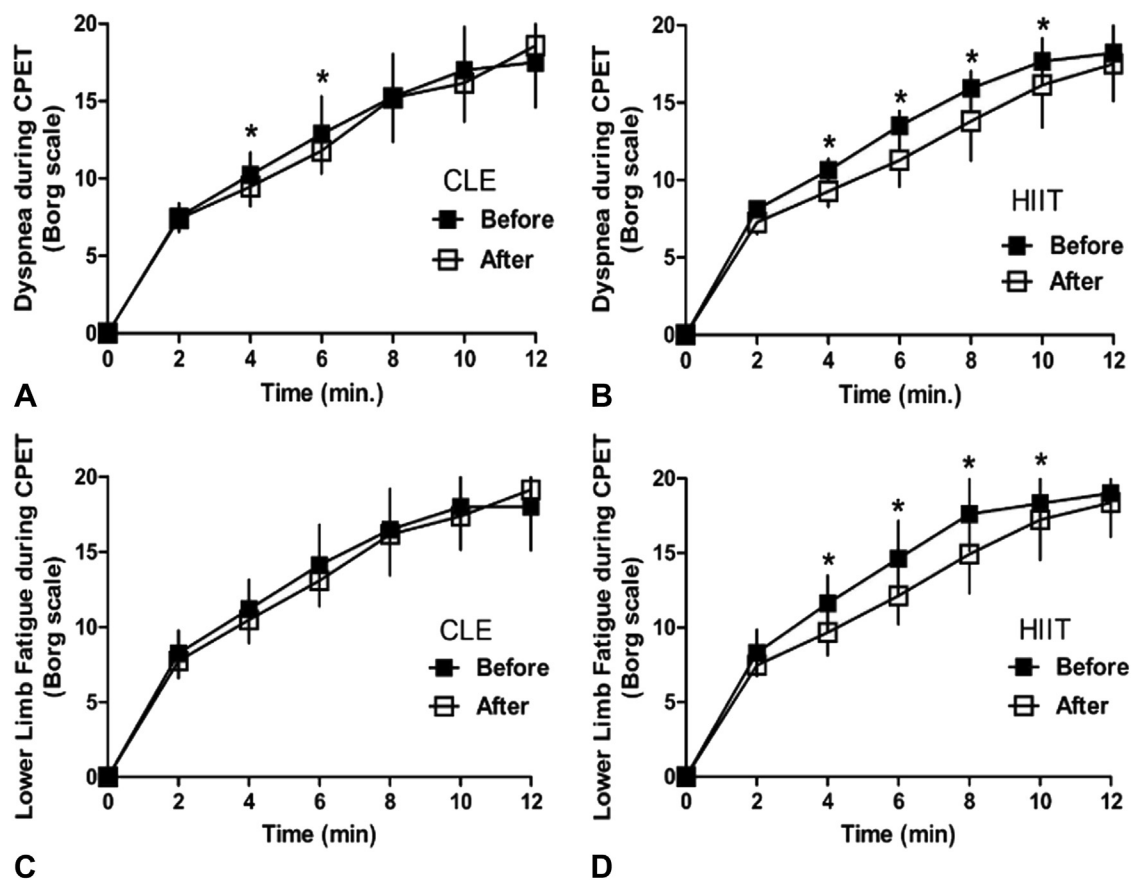 Dyspnea during CPET
(Borg scale)
20
15
10
5
0
*
*
CLE
Before
After
0 2 4 6 8 10 12
Time (min.)
A
Dyspnea during CPET
(Borg scale)
20
15
10
5
0
*
*
*
*
HIIT
Before
After
0 2 4 6 8 10 12
Time (min.)
B
Lower Limb Fatigue during CPET
(Borg scale)
20
15
10
5
0
CLE
Before
After
0 2 4 6 8 10 12
Time (min)
C
Lower Limb Fatigue during CPET
(Borg scale)
20
15
10
5
0
*
*
*
*
HIIT
Before
After
0 2 4 6 8 10 12
Time (min)
D